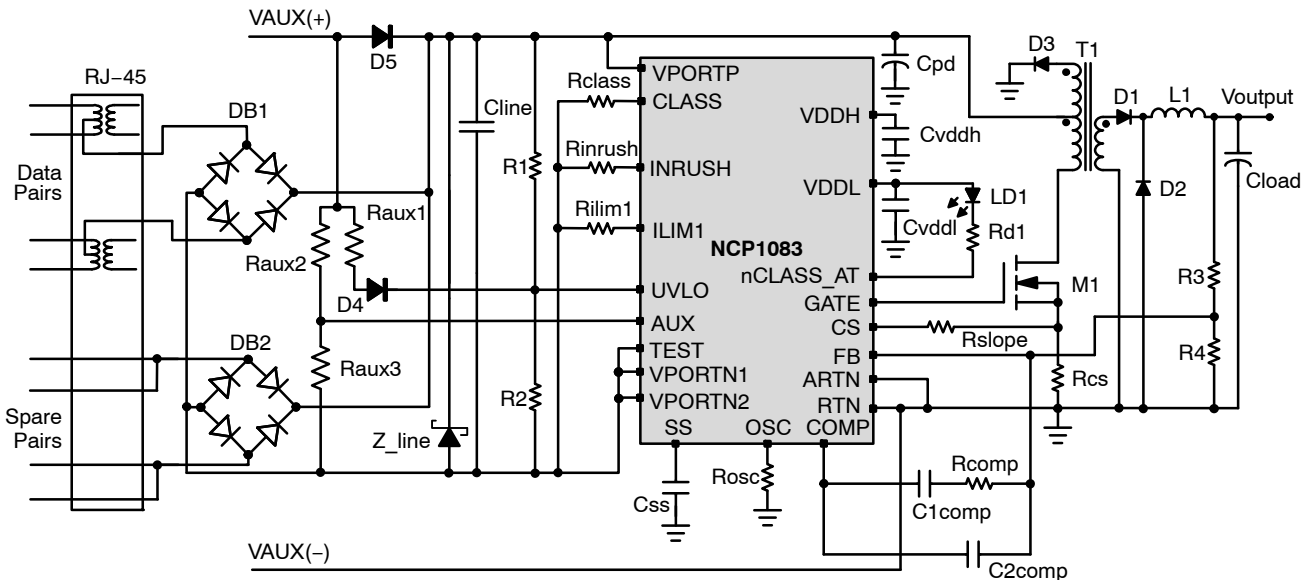 VAUX(+)
D5
RJ−45
DB1
Data
Pairs
Cline
Rclass
VPORTP
CLASS
Cpd
D3
T1
D1
L1
Voutput
VDDH
Cvddh
R1
Rinrush
INRUSH
VDDL
LD1
D2
Cload
Raux1
Rilim1
ILIM1
Cvddl
Rd1
Raux2
NCP1083
nCLASS_AT
D4
UVLO
GATE
M1
R3
AUX
CS
Rslope
DB2
TEST
FB
Raux3
VPORTN1
ARTN
Rcs
R4
R2
VPORTN2
RTN
Spare
Pairs
Z_line
SS
OSC
COMP
Rosc
Rcomp
Css
C1comp
VAUX(−)
C2comp